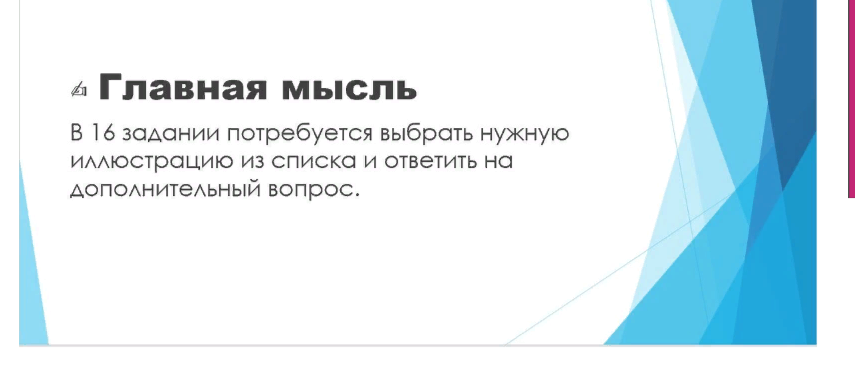 ✍ Главная мысль
В 16 задании потребуется выбрать нужную
иллюстрацию из списка и ответить на
дополнительный вопрос.